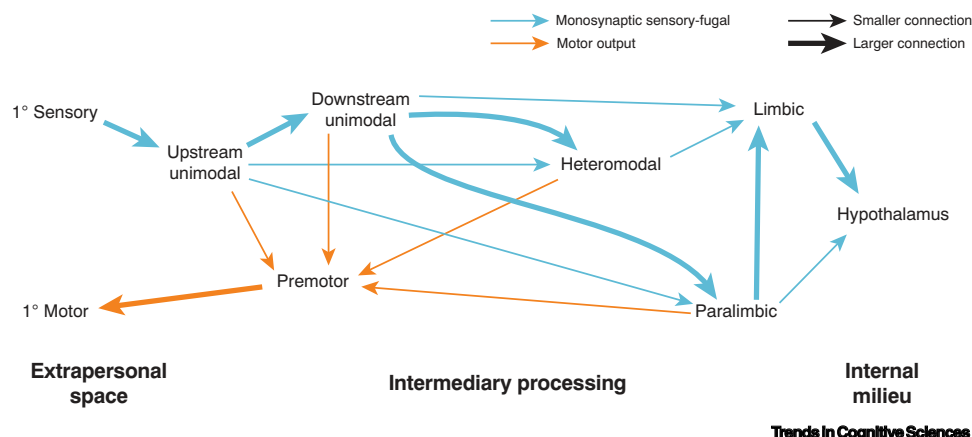 Monosynaptic sensory-fugal
Smaller connection
Motor output
Larger connection
1° Sensory
Downstream
unimodal
Limbic
Upstream
unimodal
Heteromodal
Hypothalamus
Premotor
1° Motor
Paralimbic
Extrapersonal
space
Intermediary processing
Internal
milieu
Trends in Cognitive Sciences